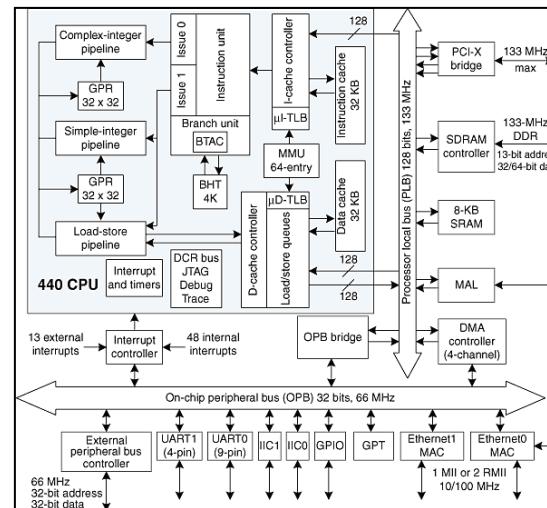 Complex-integer
pipeline
GPR
32 x 32
Simple-integer
pipeline
GPR
32 x 32
Load-store
pipeline
440 CPU
Interrupt
and timers
DCR bus
JTAG
Debug
Trace
Issue 0
Issue 1
Instruction unit
Branch unit
BTAC
BHT
4K
I-cache controller
µI-TLB
Instruction cache
32 KB
MMU
64-entry
D-cache controller
µD-TLB
Load/store queues
Data cache
32 KB
128
128
128
Processor local bus (PLB) 128 bits, 133 MHz
PCI-X
bridge
133 MHz
max
SDRAM
controller
133-MHz
DDR
13-bit address
32/64-bit data
8-KB
SRAM
MAL
DMA
controller
(4-channel)
OPB bridge
13 external
interrupts
Interrupt
controller
48 internal
interrupts
On-chip peripheral bus (OPB) 32 bits, 66 MHz
External
peripheral bus
controller
UART1
(4-pin)
UART0
(9-pin)
IIC1
IIC0
GPIO
GPT
Ethernet1
MAC
Ethernet0
MAC
66 MHz
32-bit address
32-bit data
1 MII or 2 RMII
10/100 MHz